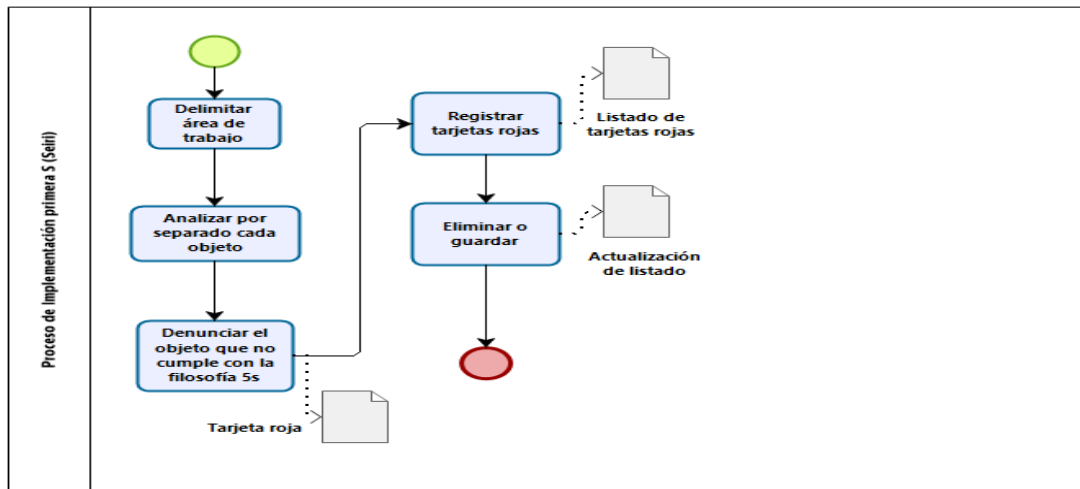 Proceso de Implementación primera S (Seiri)
Delimitar
área de
trabajo
Analizar por
separado cada
objeto
Denunciar el
objeto que no
cumple con la
filosofía 5s
Tarjeta roja
Registrar
tarjetas rojas
Listado de
tarjetas rojas
Eliminar o
guardar
Actualización
de listado